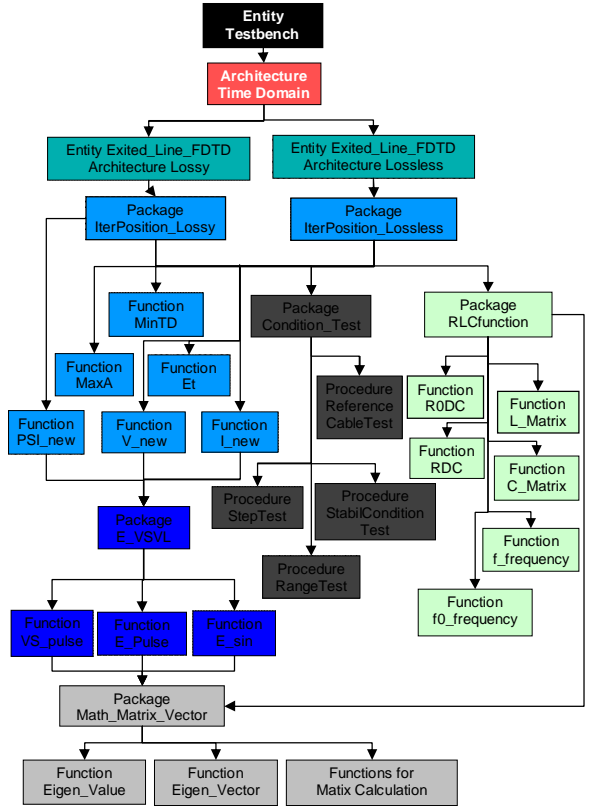 Entity
Testbench
Architecture
Time Domain
Entity Exited_Line_FDTD
Architecture Lossy
Entity Exited_Line_FDTD
Architecture Lossless
Package
IterPosition_Lossy
Package
IterPosition_Lossless
Function
MinTD
Package
Condition_Test
Package
RLCfunction
Function
MaxA
Function
Et
Procedure
Reference
CableTest
Function
R0DC
Function
L_Matrix
Function
PSI_new
Function
V_new
Function
I_new
Function
RDC
Function
C_Matrix
Package
E_VSVL
Procedure
StepTest
Procedure
StabilCondition
Test
Function
f_frequency
Procedure
RangeTest
Function
f0_frequency
Function
VS_pulse
Function
E_Pulse
Function
E_sin
Package
Math_Matrix_Vector
Function
Eigen_Value
Function
Eigen_Vector
Functions for
Matix Calculation